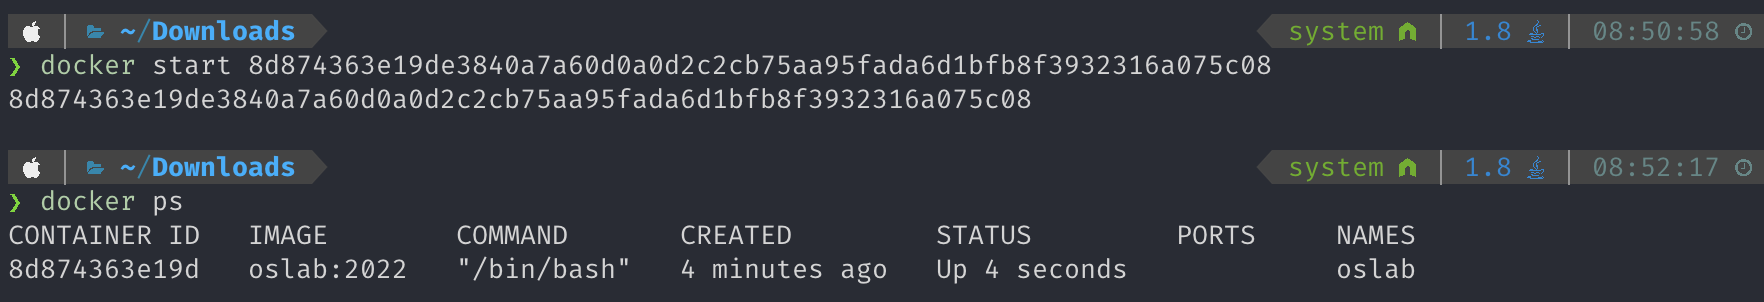 ~/Downloads system 1.8 08:50:58
❯ docker start 8d874363e19de3840a7a60d0a0d2c2cb75aa95fada6d1bfb8f3932316a075c08
8d874363e19de3840a7a60d0a0d2c2cb75aa95fada6d1bfb8f3932316a075c08
~/Downloads system 1.8 08:52:17
❯ docker ps
CONTAINER ID IMAGE COMMAND CREATED STATUS PORTS NAMES
8d874363e19d oslab:2022 "/bin/bash" 4 minutes ago Up 4 seconds oslab